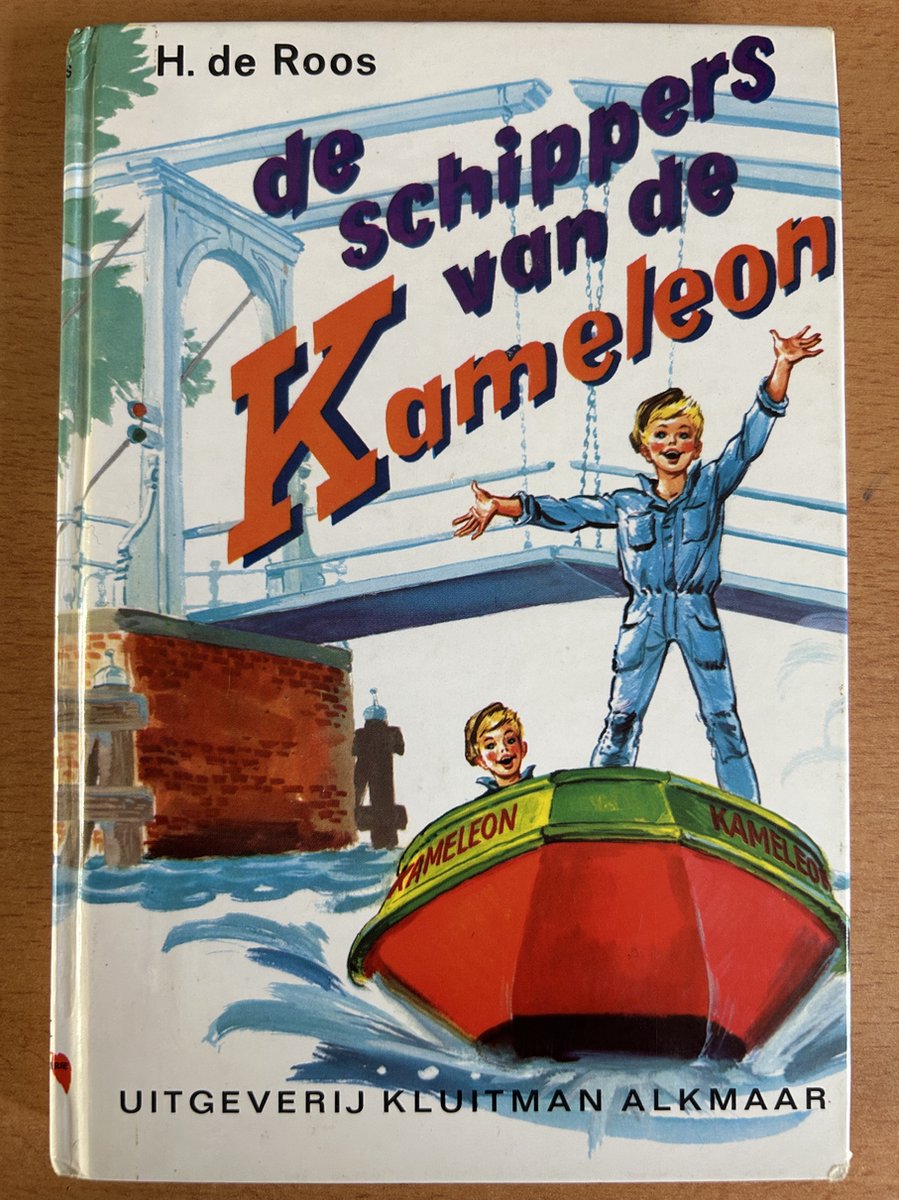 H. de Roos
de
schippers
van de
Kameleon
KAMELEON
KAMELEON
UITGEVERIJ KLUITMAN ALKMAAR